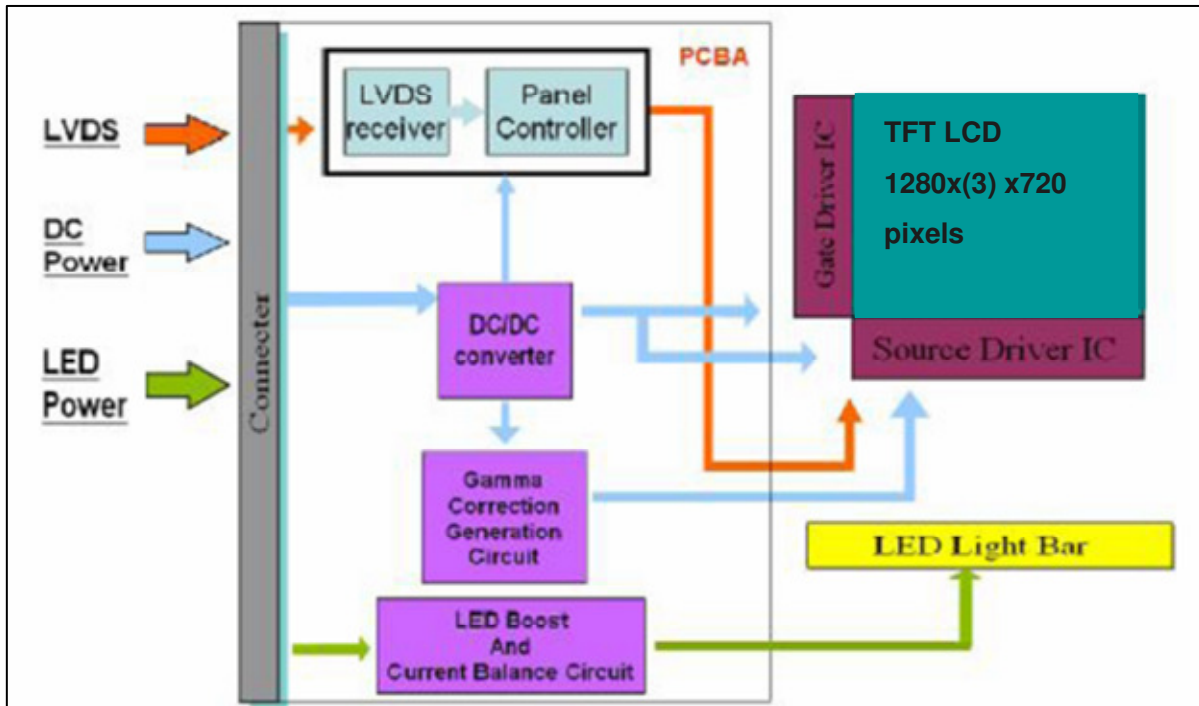 PCBA
LVDS
receiver
Panel
Controller
LVDS
DC
Power
LED
Power
Connecter
DC/DC
converter
Gamma
Correction
Generation
Circuit
LED Boost
And
Current Balance Circuit
Gate Driver IC
TFT LCD
1280x(3) x720
pixels
Source Driver IC
LED Light Bar